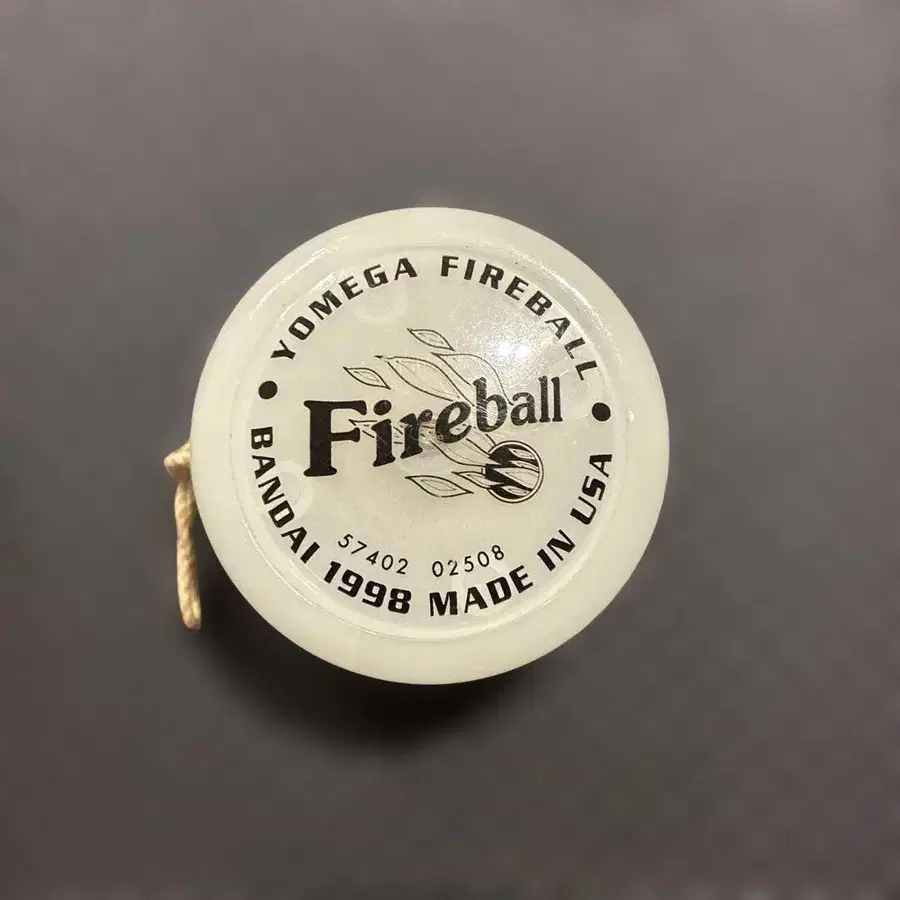 YOMEGA FIREBALL
Fireball
57402 02508
BANDAI 1998 MADE IN USA